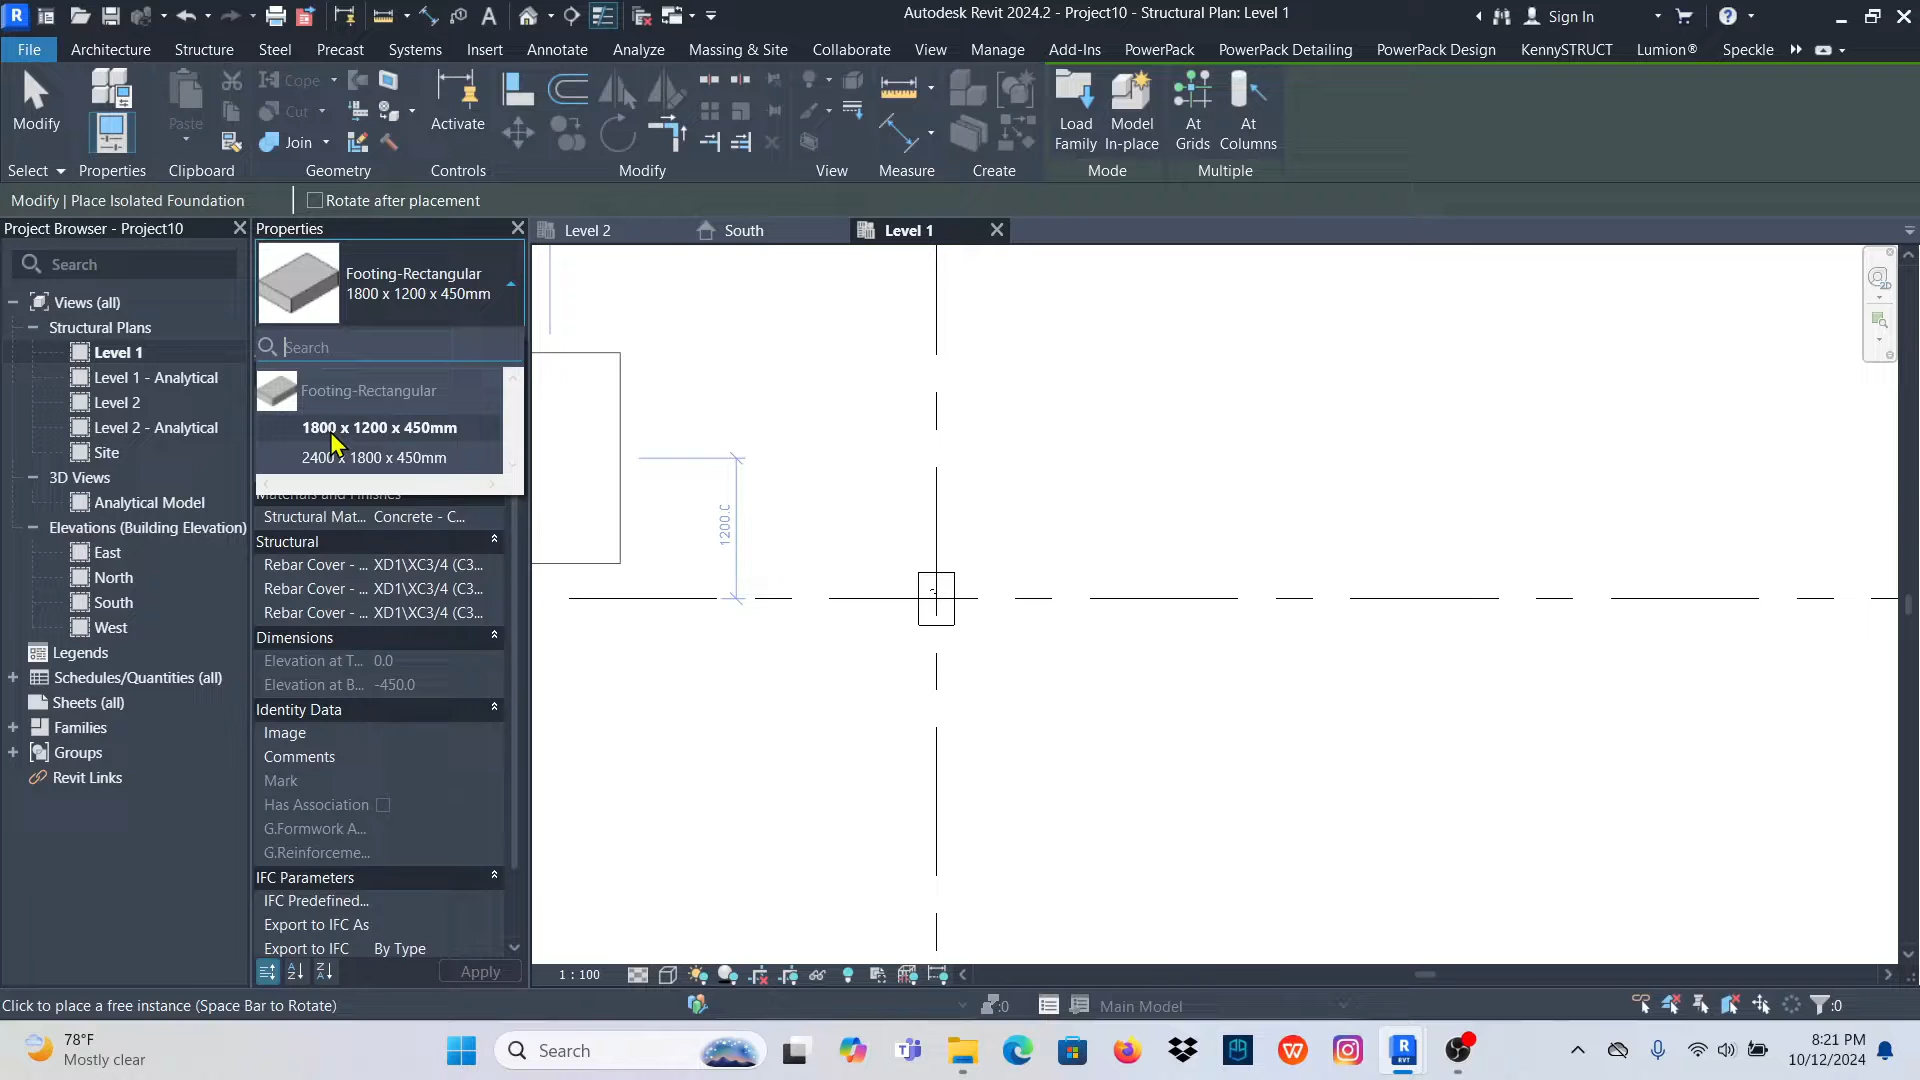 Autodesk Revit 2024.2 - Project10 - Structural Plan: Level 1
Sign In
File
Architecture
Structure
Steel
Precast
Systems
Insert
Annotate
Analyze
Massing & Site
Collaborate
View
Manage
Add-Ins
PowerPack
PowerPack Detailing
PowerPack Design
KennySTRUCT
Lumion®
Speckle
Modify
Paste
Cope
Cut
Join
Activate
Load
Family
Model
In-place
At
Grids
At
Columns
Select
Properties
Clipboard
Geometry
Controls
Modify
View
Measure
Create
Mode
Multiple
Modify | Place Isolated Foundation
Rotate after placement
Project Browser - Project10
Search
Views (all)
Structural Plans
Level 1
Level 1 - Analytical
Level 2
Level 2 - Analytical
Site
3D Views
Analytical Model
Elevations (Building Elevation)
East
North
South
West
Legends
Schedules/Quantities (all)
Sheets (all)
Families
Groups
Revit Links
Properties
Footing-Rectangular
1800 x 1200 x 450mm
Search
Footing-Rectangular
1800 x 1200 x 450mm
2400 x 1800 x 450mm
Materials and Finishes
Structural Mat... Concrete - C...
Structural
Rebar Cover - ... XD1\XC3/4 (C3...
Rebar Cover - ... XD1\XC3/4 (C3...
Rebar Cover - ... XD1\XC3/4 (C3...
Dimensions
Elevation at T... 0.0
Elevation at B... -450.0
Identity Data
Image
Comments
Mark
Has Association
G.Formwork A...
G.Reinforceme...
IFC Parameters
IFC Predefined...
Export to IFC As
Export to IFC By Type
Apply
Level 2
South
Level 1
2D
1200.0
1 : 100
Click to place a free instance (Space Bar to Rotate)
:0
Main Model
:0
78°F
Mostly clear
Search
8:21 PM
10/12/2024